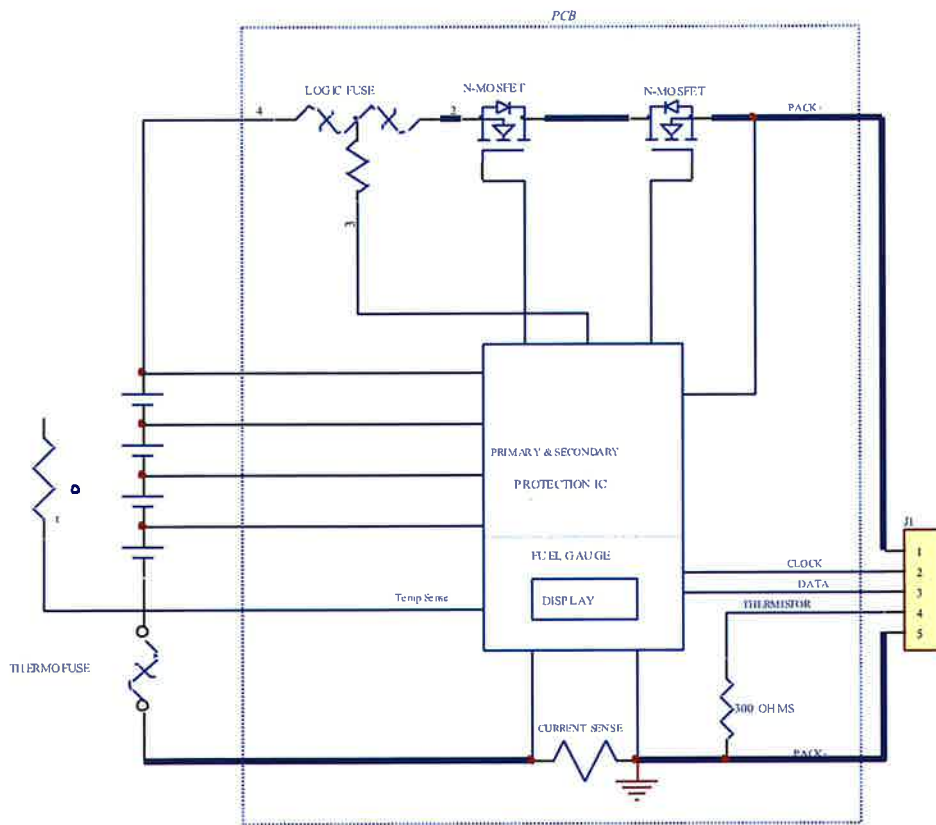 PCB
LOGIC FUSE
N-MOSFET
N-MOSFET
4
2
PACK+
3
PRIMARY & SECONDARY
PROTECTION IC
1
J1
1
FUEL GAUGE
CLOCK
2
DATA
3
Temp Sense
DISPLAY
THERMISTOR
4
5
THERMOFUSE
300 OHMS
CURRENT SENSE
PACK-